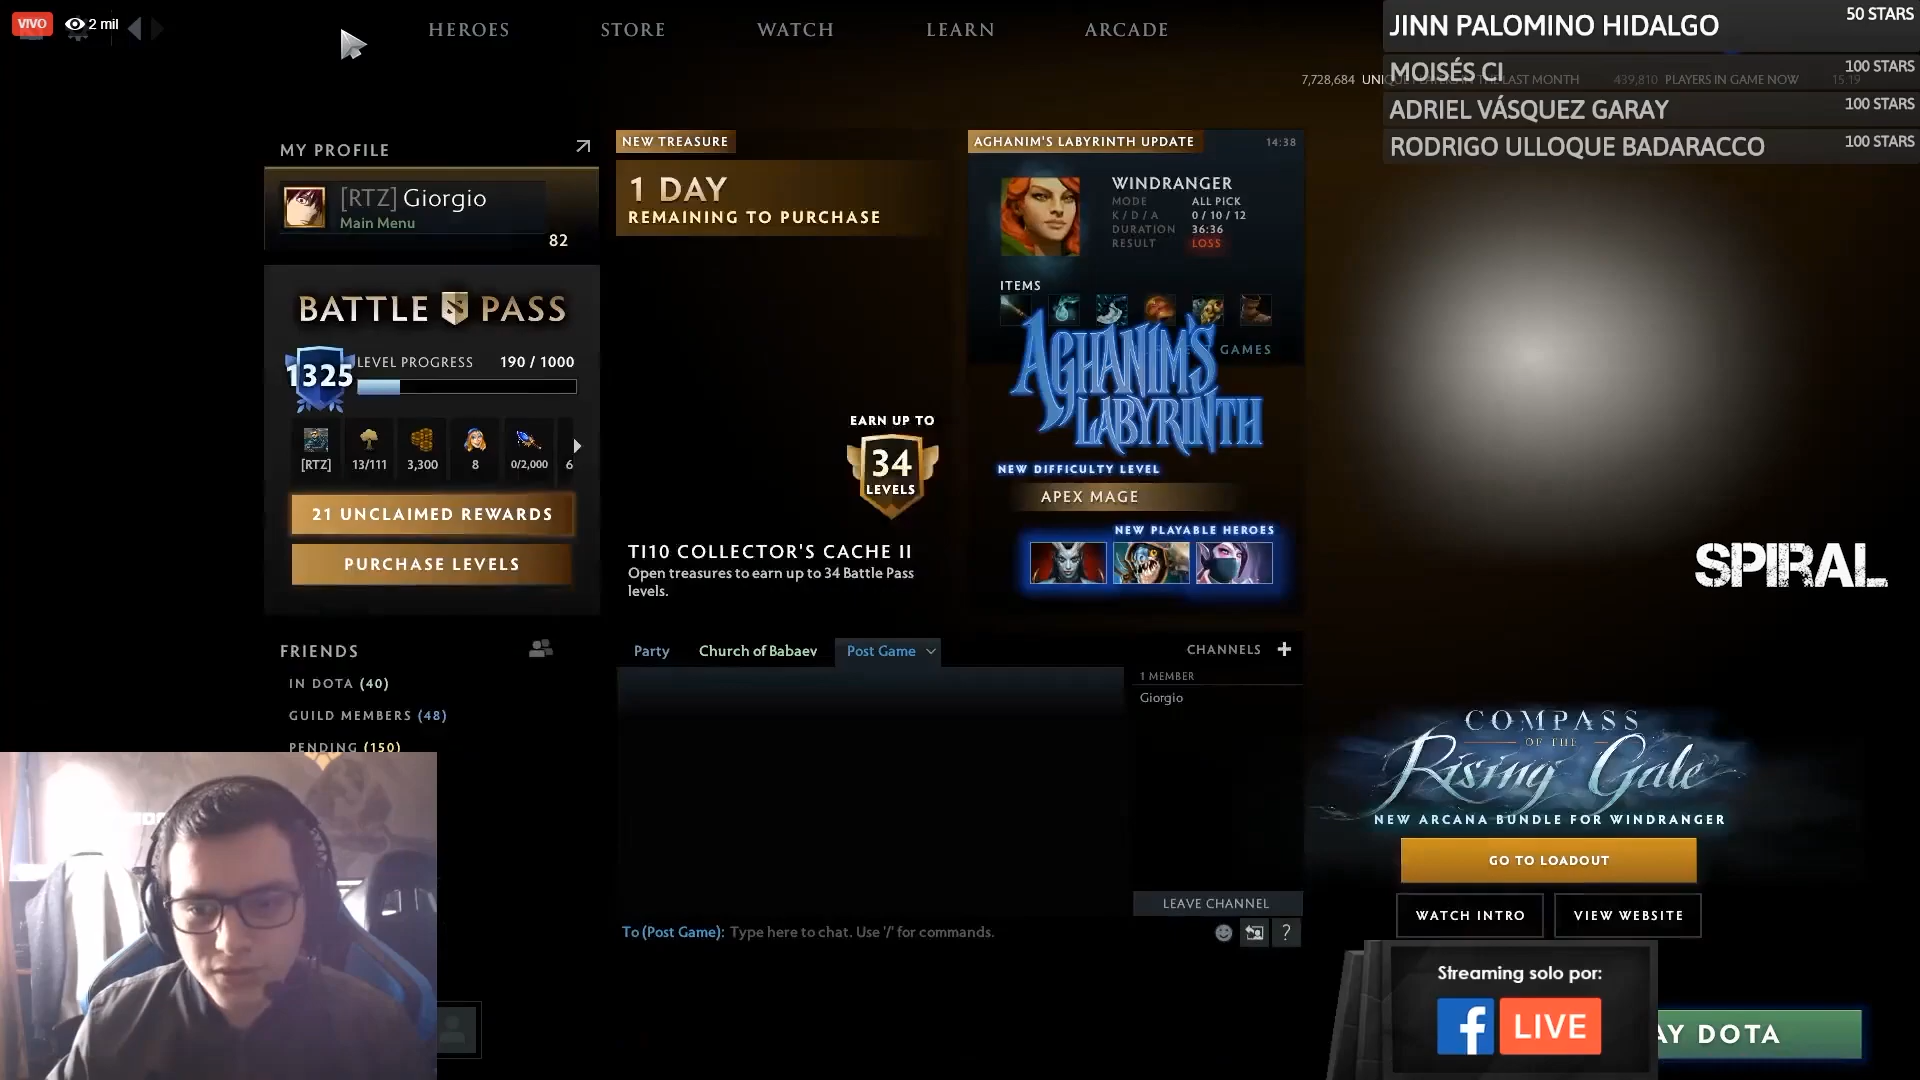 VIVO 2 mil
HEROES STORE WATCH LEARN ARCADE
JINN PALOMINO HIDALGO 50 STARS
MOISÉS CI 100 STARS
7,728,684 UNIQUE LAST MONTH 439,810 PLAYERS IN GAME NOW 15:19
ADRIEL VÁSQUEZ GARAY 100 STARS
RODRIGO ULLOQUE BADARACCO 100 STARS
MY PROFILE
[RTZ] Giorgio
Main Menu
82
BATTLE PASS
1325
LEVEL PROGRESS 190 / 1000
[RTZ] 13/111 3,300 8 0/2,000 6
21 UNCLAIMED REWARDS
PURCHASE LEVELS
FRIENDS
IN DOTA (40)
GUILD MEMBERS (48)
PENDING (150)
NEW TREASURE
1 DAY
REMAINING TO PURCHASE
EARN UP TO
34
LEVELS
TI10 COLLECTOR'S CACHE II
Open treasures to earn up to 34 Battle Pass
levels.
AGHANIM'S LABYRINTH UPDATE 14:38
WINDRANGER
MODE ALL PICK
K / D / A 0 / 10 / 12
DURATION 36:36
RESULT LOSS
ITEMS
GAMES
AGHANIM'S
LABYRINTH
NEW DIFFICULTY LEVEL
APEX MAGE
NEW PLAYABLE HEROES
Party Church of Babaev Post Game
CHANNELS
1 MEMBER
Giorgio
LEAVE CHANNEL
To (Post Game): Type here to chat. Use '/' for commands.
?
SPIRAL
COMPASS
OF THE
Rising Gale
NEW ARCANA BUNDLE FOR WINDRANGER
GO TO LOADOUT
WATCH INTRO VIEW WEBSITE
Streaming solo por:
f LIVE
AY DOTA